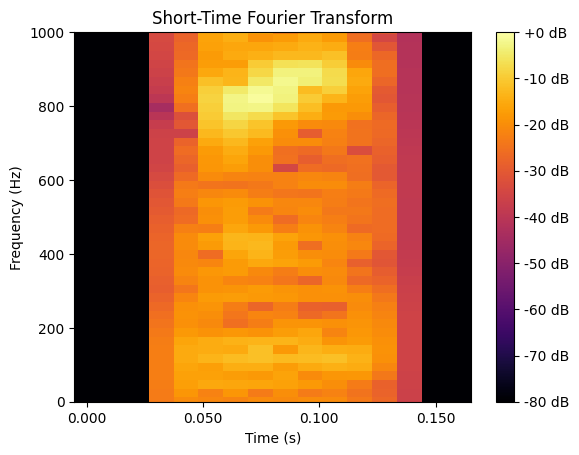 Short-Time Fourier Transform
1000
800
600
400
200
0
Frequency (Hz)
0.000
0.050
0.100
0.150
Time (s)
+0 dB
-10 dB
-20 dB
-30 dB
-40 dB
-50 dB
-60 dB
-70 dB
-80 dB